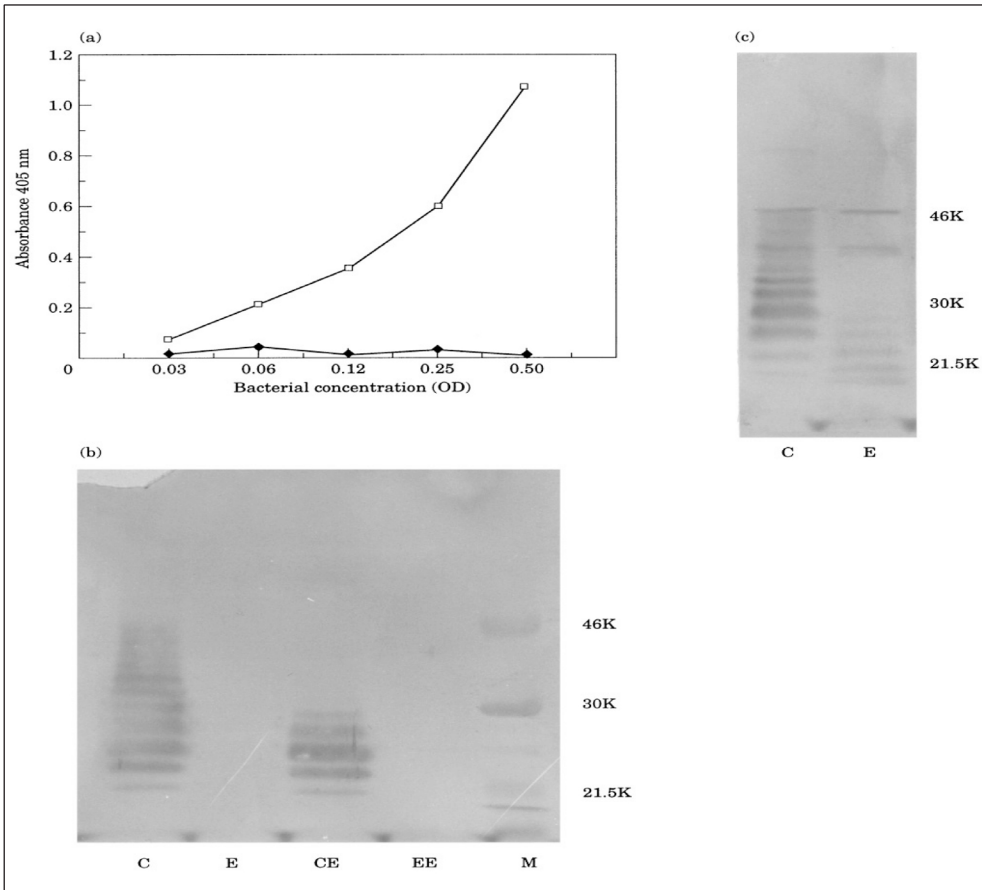 (a)
1.2
1.0
0.8
0.6
0.4
0.2
0
0.03 0.06 0.12 0.25 0.50
Absorbance 405 nm
Bacterial concentration (OD)
(c)
46K
30K
21.5K
C E
(b)
46K
30K
21.5K
C E CE EE M